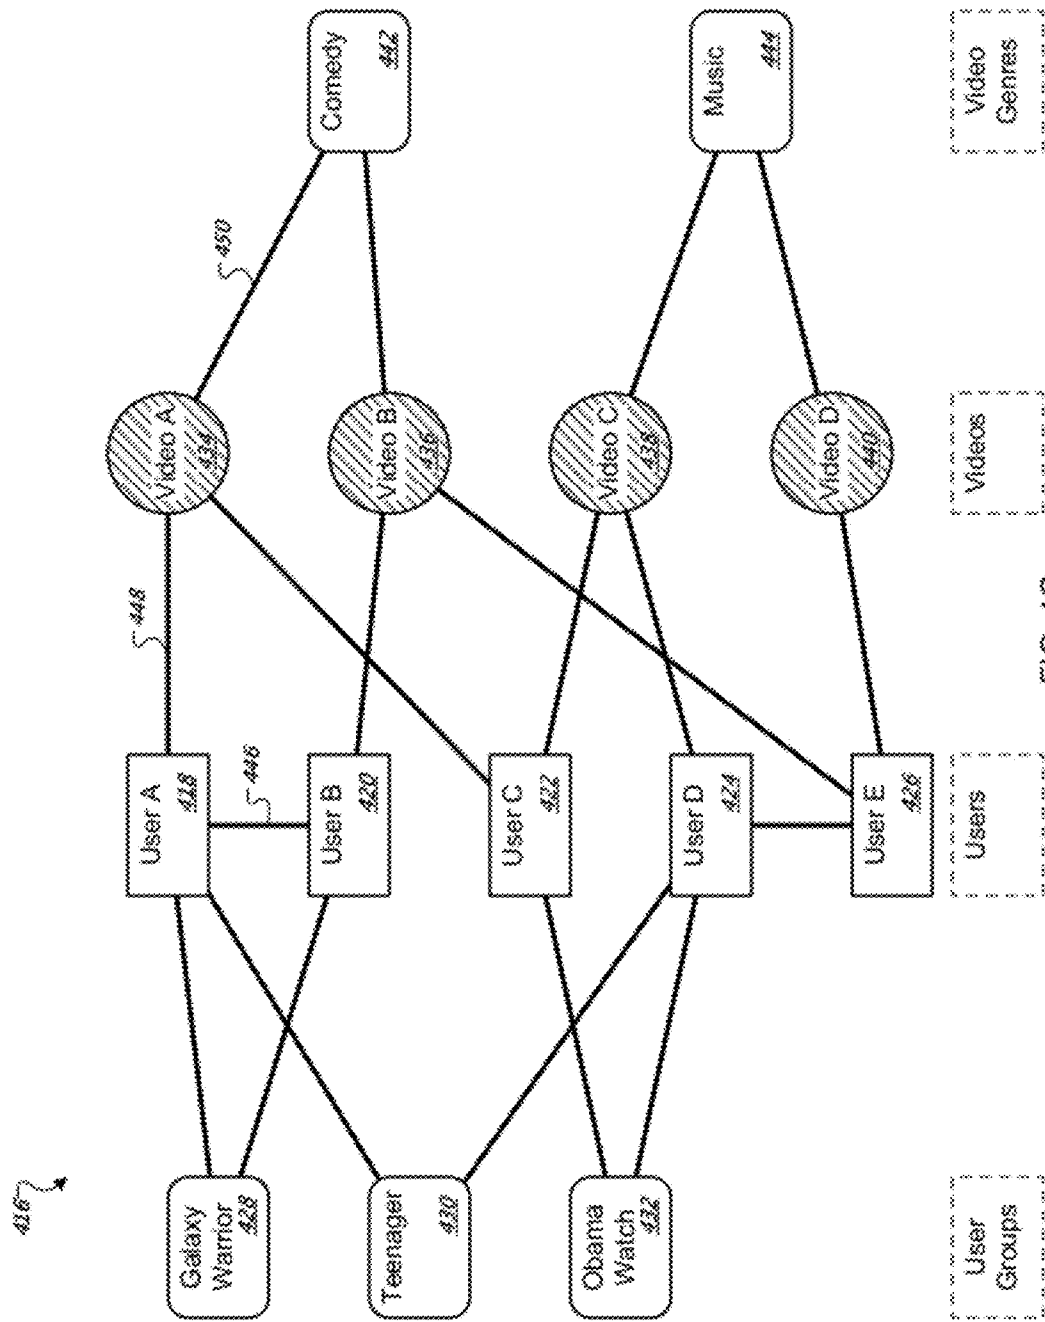 416
Galaxy
Warrior
428
Teenager
430
Obama
Watch
432
User
Groups
User A
418
446
User B
420
User C
422
User D
424
User E
426
Users
448
Video A
434
Video B
436
Video C
438
Video D
440
Videos
450
Comedy
442
Music
444
Video
Genres